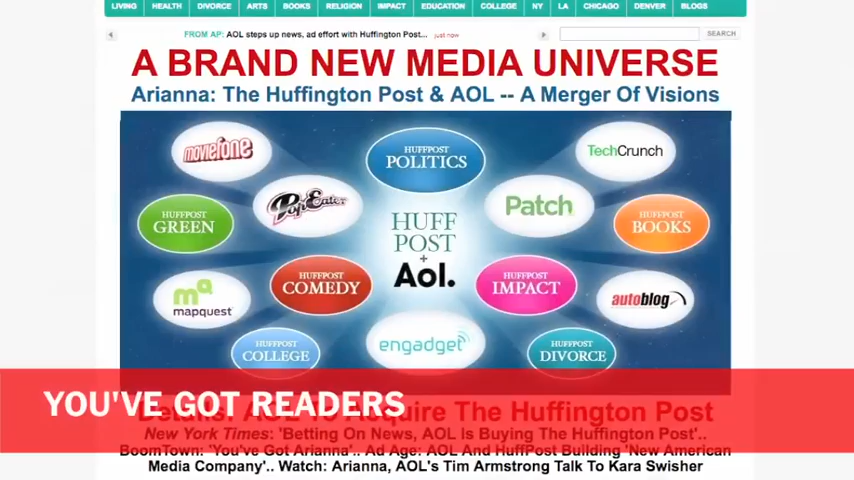 LIVING HEALTH DIVORCE ARTS BOOKS RELIGION IMPACT EDUCATION COLLEGE NY LA CHICAGO DENVER BLOGS
FROM AP: AOL steps up news, ad effort with Huffington Post... just now
SEARCH
A BRAND NEW MEDIA UNIVERSE
Arianna: The Huffington Post & AOL -- A Merger Of Visions
moviefone
HUFFPOST
POLITICS
TechCrunch
PopEater
Patch
HUFFPOST
GREEN
HUFF
POST
+
Aol.
HUFFPOST
BOOKS
mapquest
HUFFPOST
COMEDY
HUFFPOST
IMPACT
autoblog
HUFFPOST
COLLEGE
engadget
HUFFPOST
DIVORCE
YOU'VE GOT READERS
Details: AOL To Acquire The Huffington Post
New York Times: 'Betting On News, AOL Is Buying The Huffington Post'..
BoomTown: 'You've Got Arianna'.. Ad Age: AOL And HuffPost Building 'New American
Media Company'.. Watch: Arianna, AOL's Tim Armstrong Talk To Kara Swisher